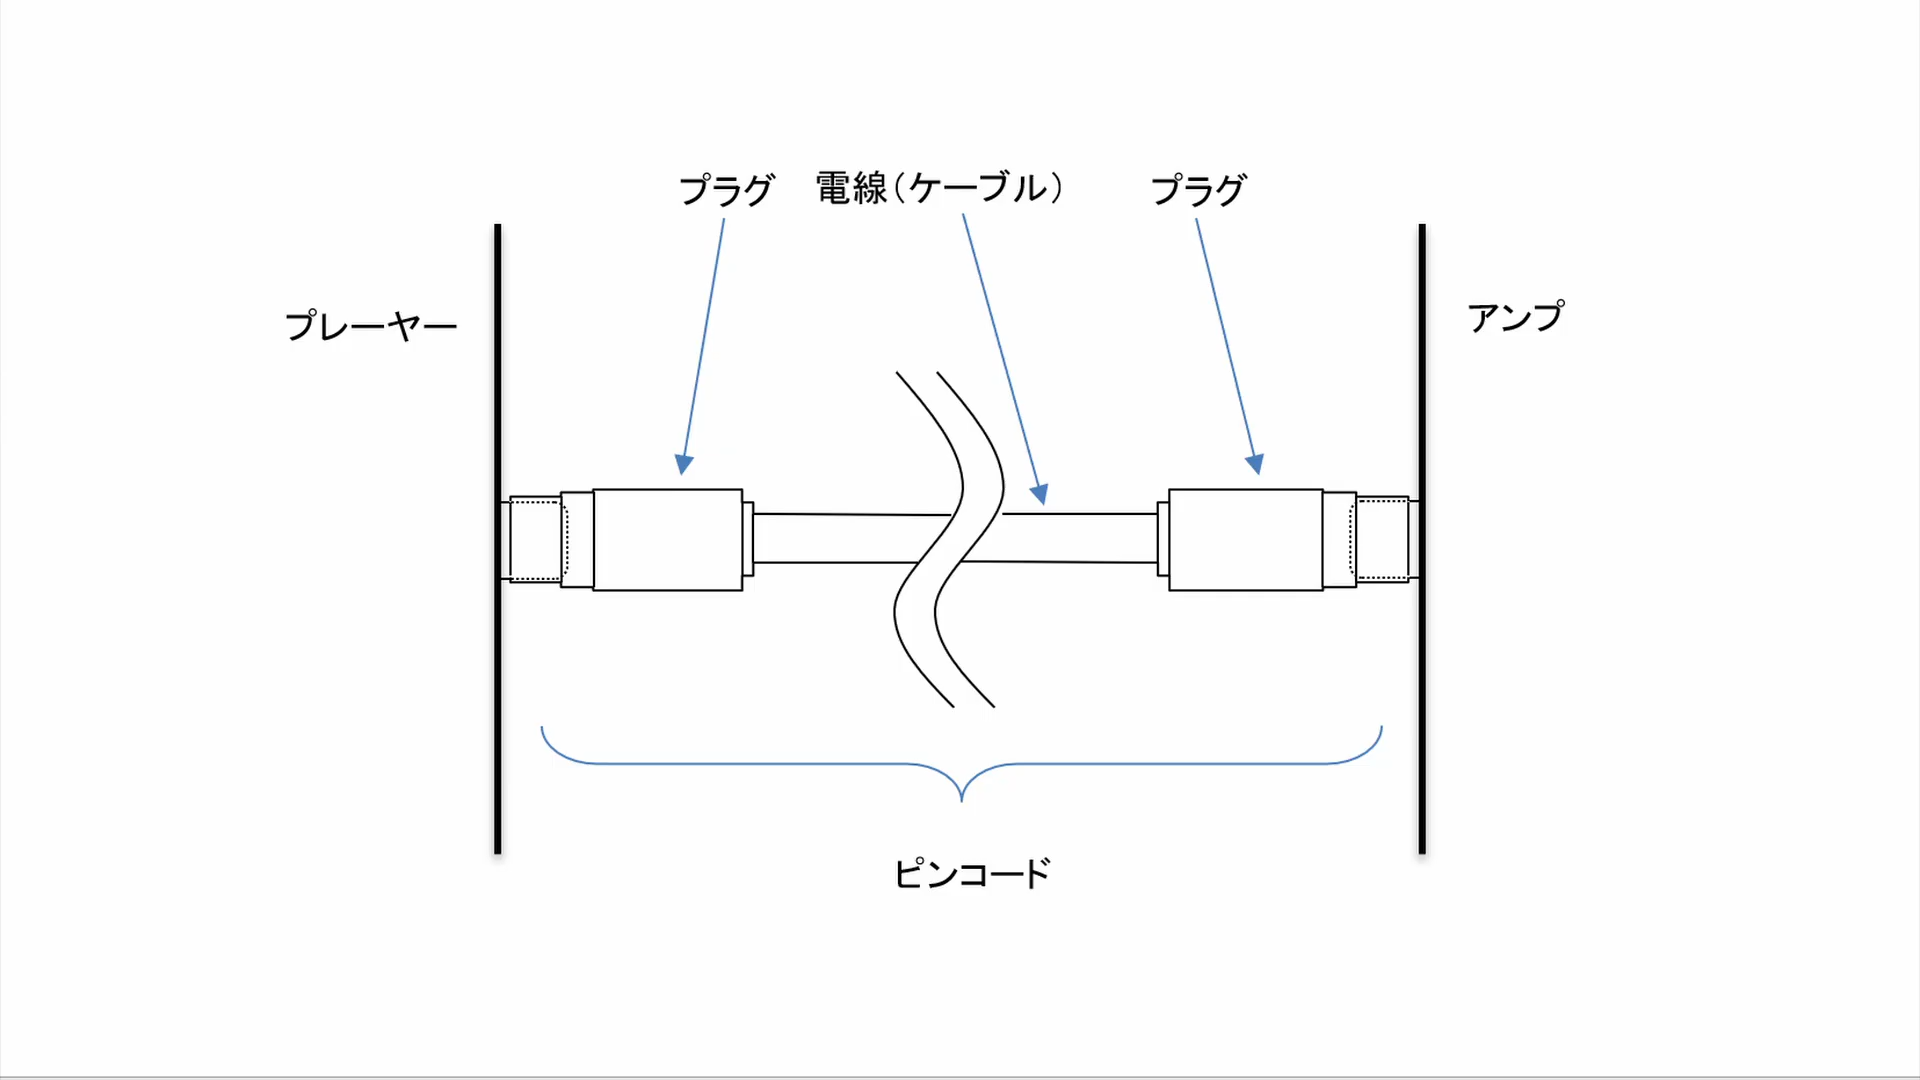 プラグ
電線（ケーブル）
プラグ
プレーヤー
アンプ
ピンコード